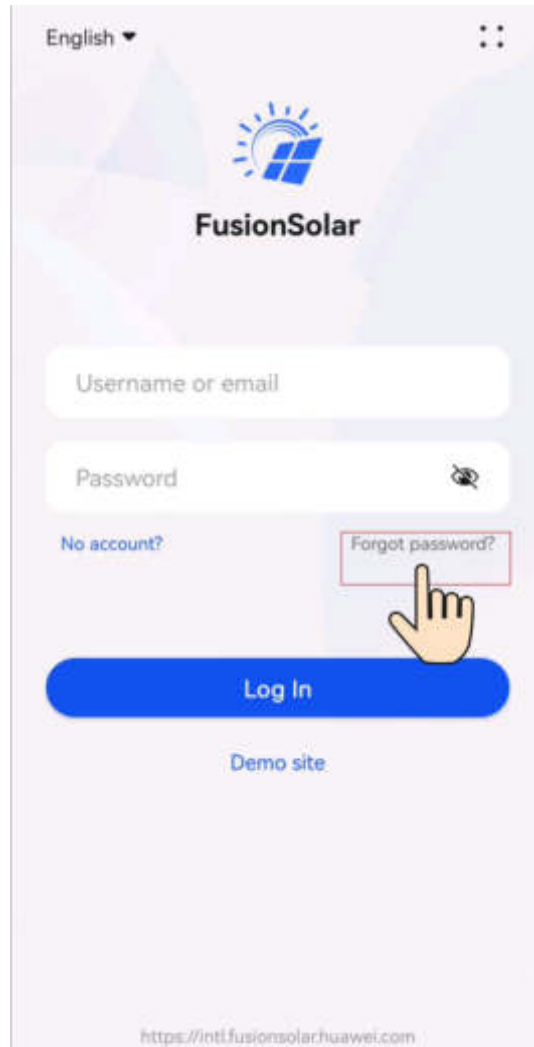 English
FusionSolar
Username or email
Password
No account?
Forgot password?
Log In
Demo site
https://intl.fusionsolar.huawei.com